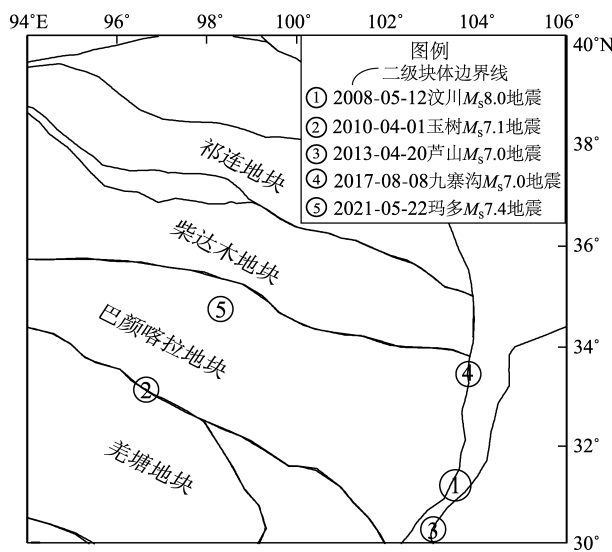 94°E 96° 98° 100° 102° 104° 106°
40°N
38°
36°
34°
32°
30°
图例
二级块体边界线
① 2008-05-12汶川Ms8.0地震
② 2010-04-01玉树Ms7.1地震
③ 2013-04-20芦山Ms7.0地震
④ 2017-08-08九寨沟Ms7.0地震
⑤ 2021-05-22玛多Ms7.4地震
祁连地块
柴达木地块
⑤
巴颜喀拉地块
④
②
羌塘地块
①
③